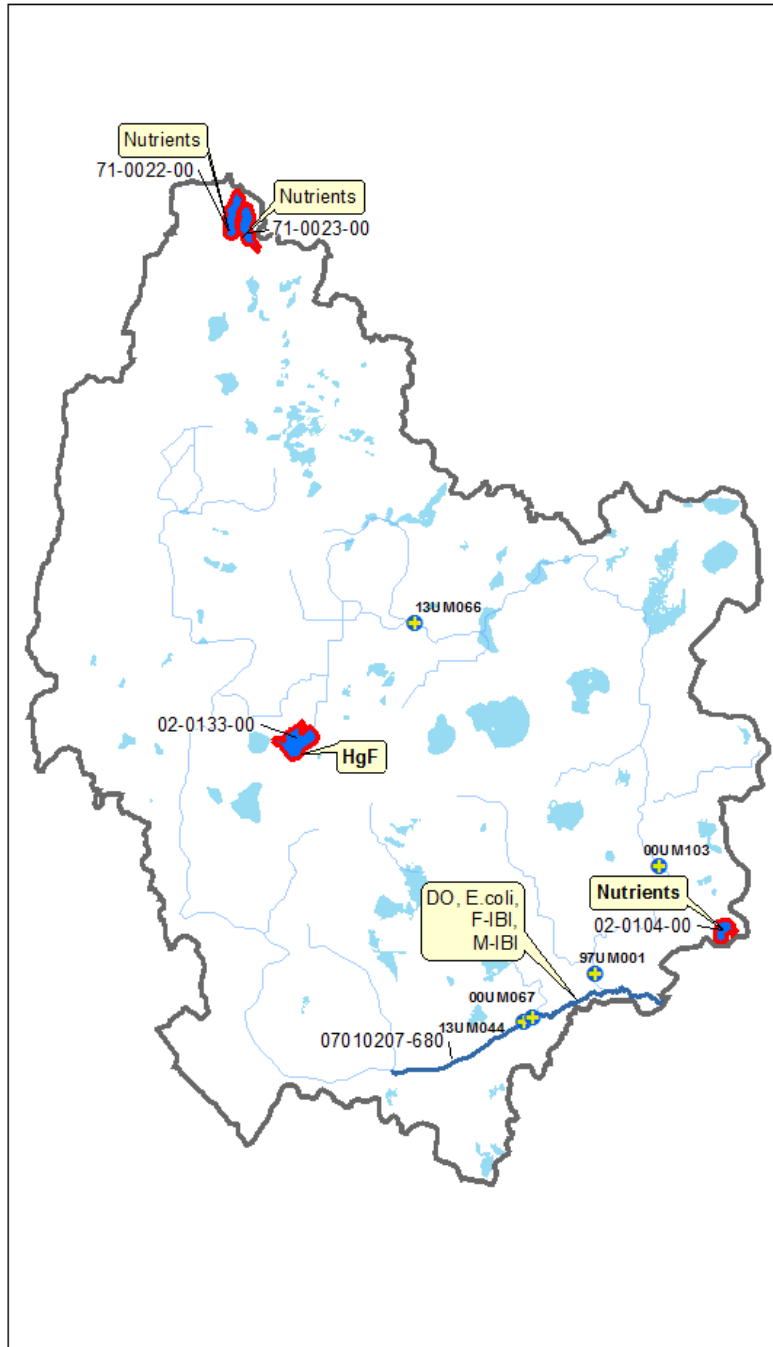 Nutrients
71-0022-00
Nutrients
71-0023-00
13UM066
02-0133-00
HgF
00UM103
DO, E.coli,
F-IBI,
M-IBI
Nutrients
02-0104-00
97UM001
00UM067
13UM044
07010207-680